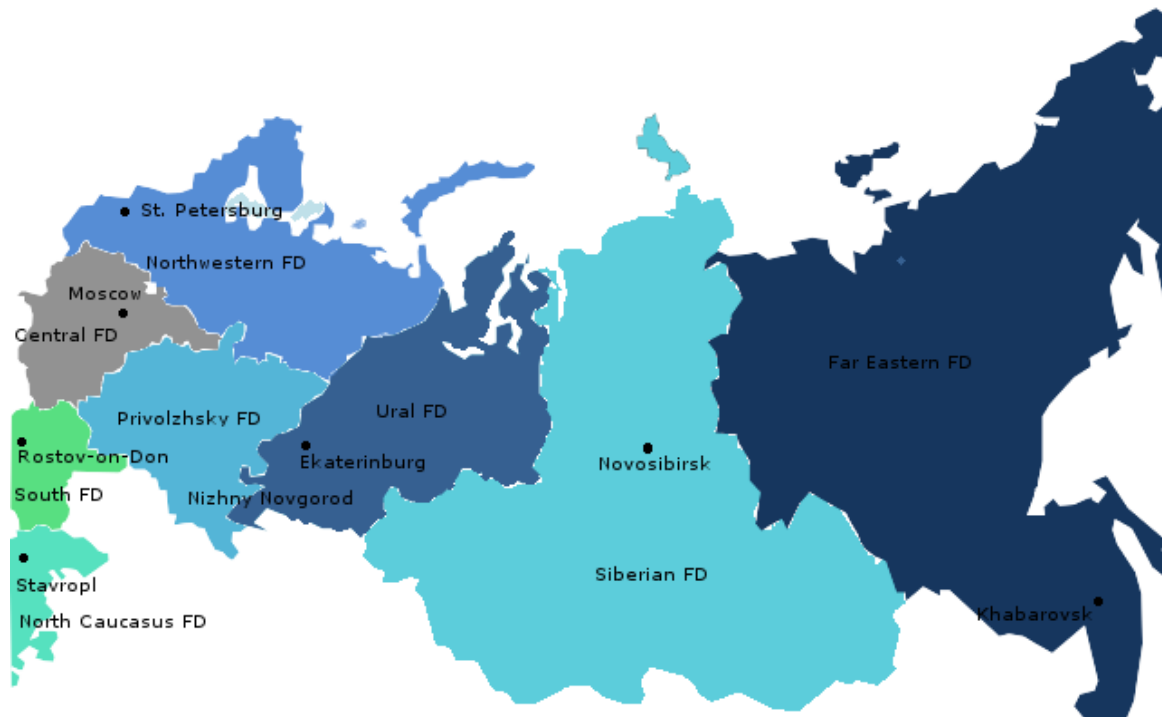 St. Petersburg
Northwestern FD
Moscow
Central FD
Far Eastern FD
Ural FD
Privolzhsky FD
Rostov-on-Don
Ekaterinburg
Novosibirsk
South FD
Nizhny Novgorod
Siberian FD
Stavropl
Khabarovsk
North Caucasus FD